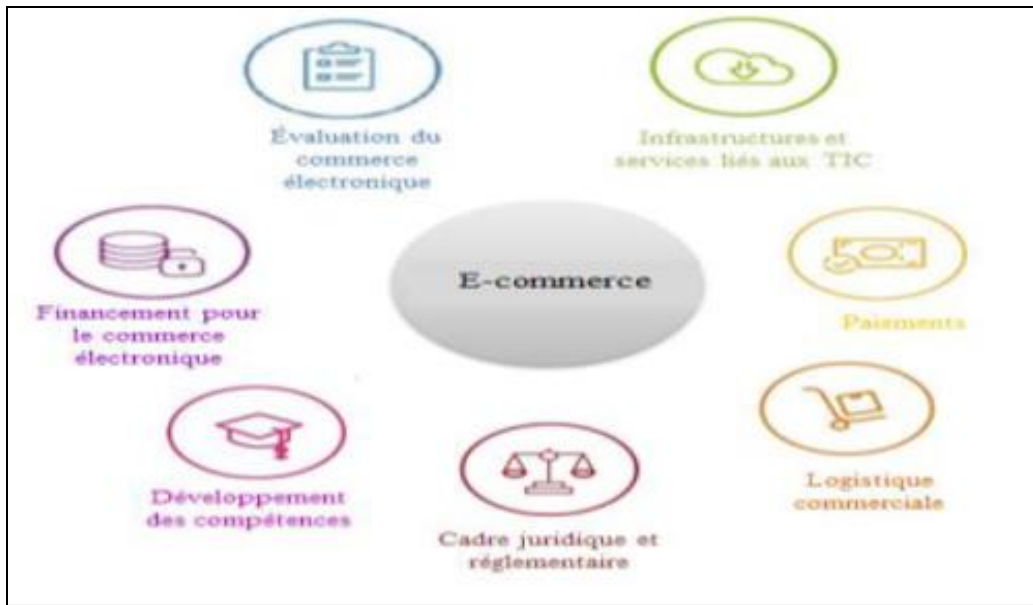 Évaluation du
commerce
électronique
Infrastructures et
services liés aux TIC
E-commerce
Financement pour
le commerce
électronique
Paiements
Développement
des compétences
Logistique
commerciale
Cadre juridique et
réglementaire